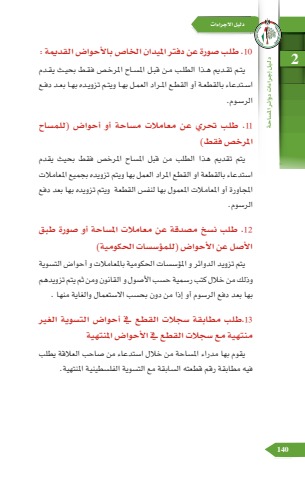 دليل الاجراءات
2
دليل إجراءات دوائر المساحة
10. طلب صورة عن دفتر الميدان الخاص بالأحواض القديمة :
يتم تقديم هذا الطلب من قبل المساح المرخص فقط بحيث يقدم
استدعاء بالقطعة أو القطع المراد العمل بها ويتم تزويده بها بعد دفع
الرسوم.
11. طلب تحري عن معاملات مساحة أو أحواض (للمساح
المرخص فقط)
يتم تقديم هذا الطلب من قبل المساح المرخص فقط بحيث يقدم
استدعاء بالقطعة أو القطع المراد العمل بها ويتم تزويده بجميع المعاملات
المجاورة أو المعاملات المعمول بها لنفس القطعة ويتم تزويده بها بعد دفع
الرسوم.
12. طلب نسخ مصدقة عن معاملات المساحة أو صورة طبق
الأصل عن الأحواض (للمؤسسات الحكومية)
يتم تزويد الدوائر و المؤسسات الحكومية بالمعاملات و أحواض التسوية
وذلك من خلال كتب رسمية حسب الأصول و القانون ومن ثم يتم تزويدهم
بها بعد دفع الرسوم أو إذا من دون بحسب الاستعمال والغاية منها .
13.طلب مطابقة سجلات القطع في أحواض التسوية الغير
منتهية مع سجلات القطع في الأحواض المنتهية
يقوم بها مدراء المساحة من خلال استدعاء من صاحب العلاقة يطلب
فيه مطابقة رقم قطعته السابقة مع التسوية الفلسطينية المنتهية.
140